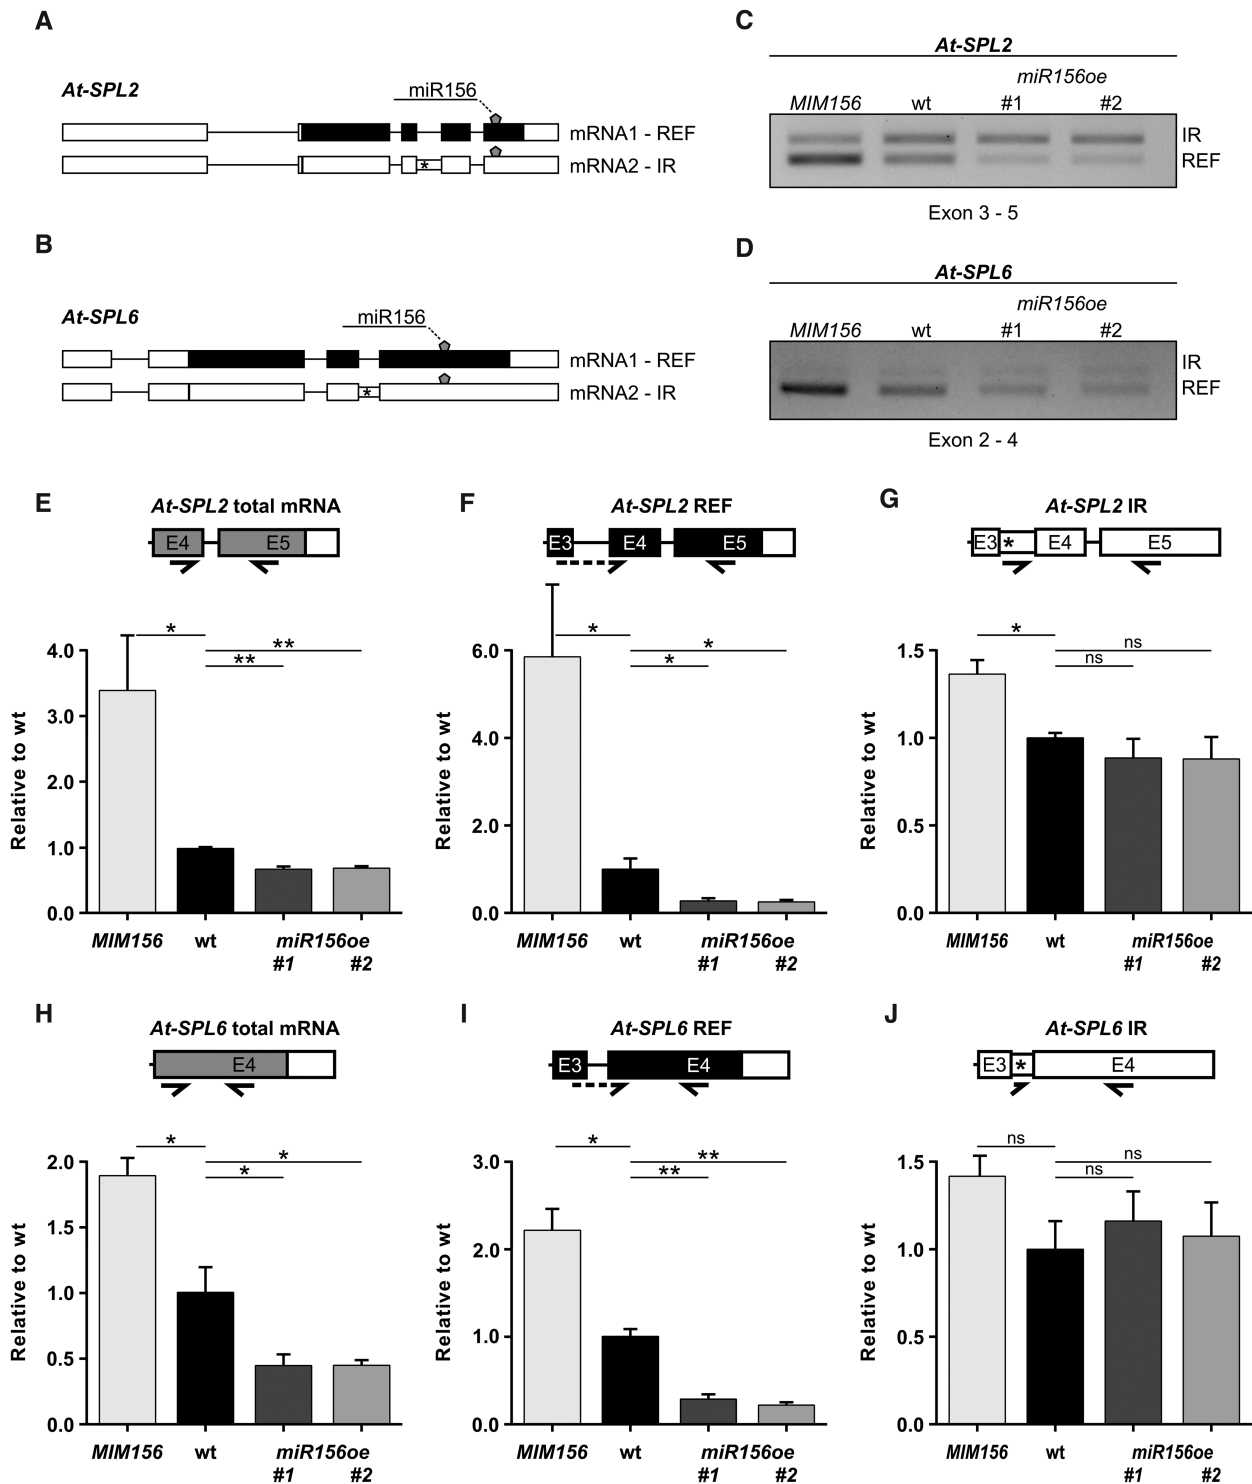 A
At-SPL2
miR156
mRNA1 - REF
*
mRNA2 - IR
B
At-SPL6
miR156
mRNA1 - REF
*
mRNA2 - IR
C
At-SPL2
miR156oe
MIM156 wt #1 #2
IR
REF
Exon 3 - 5
D
At-SPL6
miR156oe
MIM156 wt #1 #2
IR
REF
Exon 2 - 4
E
At-SPL2 total mRNA
E4 E5
* ** **
Relative to wt
4.0
3.0
2.0
1.0
0.0
MIM156 wt miR156oe
#1 #2
F
At-SPL2 REF
E3 E4 E5
* * *
Relative to wt
6.0
4.0
2.0
0.0
MIM156 wt miR156oe
#1 #2
G
At-SPL2 IR
E3 * E4 E5
* ns ns
Relative to wt
1.5
1.0
0.5
0.0
MIM156 wt miR156oe
#1 #2
H
At-SPL6 total mRNA
E4
* * *
Relative to wt
2.0
1.5
1.0
0.5
0.0
MIM156 wt miR156oe
#1 #2
I
At-SPL6 REF
E3 E4
* ** **
Relative to wt
3.0
2.0
1.0
0.0
MIM156 wt miR156oe
#1 #2
J
At-SPL6 IR
E3 * E4
ns ns ns
Relative to wt
1.5
1.0
0.5
0.0
MIM156 wt miR156oe
#1 #2